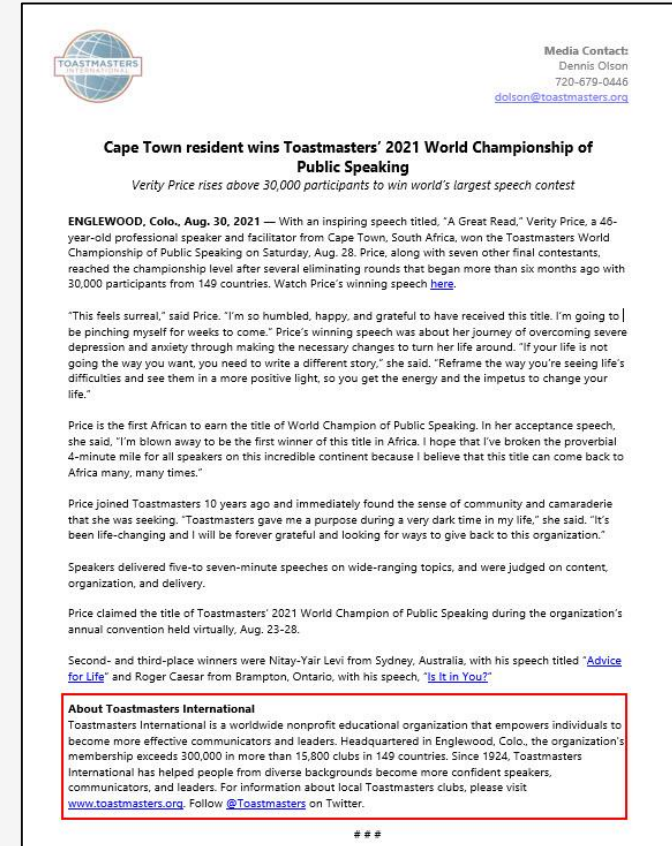 TOASTMASTERS
INTERNATIONAL
Media Contact:
Dennis Olson
720-679-0446
dolson@toastmasters.org
Cape Town resident wins Toastmasters’ 2021 World Championship of
Public Speaking
Verity Price rises above 30,000 participants to win world’s largest speech contest
ENGLEWOOD, Colo., Aug. 30, 2021 — With an inspiring speech titled, “A Great Read,” Verity Price, a 46-
year-old professional speaker and facilitator from Cape Town, South Africa, won the Toastmasters World
Championship of Public Speaking on Saturday, Aug. 28. Price, along with seven other final contestants,
reached the championship level after several eliminating rounds that began more than six months ago with
30,000 participants from 149 countries. Watch Price’s winning speech here.
“This feels surreal,” said Price. “I’m so humbled, happy, and grateful to have received this title. I’m going to
be pinching myself for weeks to come.” Price’s winning speech was about her journey of overcoming severe
depression and anxiety through making the necessary changes to turn her life around. “If your life is not
going the way you want, you need to write a different story,” she said. “Reframe the way you’re seeing life’s
difficulties and see them in a more positive light, so you get the energy and the impetus to change your
life.”
Price is the first African to earn the title of World Champion of Public Speaking. In her acceptance speech,
she said, “I’m blown away to be the first winner of this title in Africa. I hope that I’ve broken the proverbial
4-minute mile for all speakers on this incredible continent because I believe that this title can come back to
Africa many, many times.”
Price joined Toastmasters 10 years ago and immediately found the sense of community and camaraderie
that she was seeking. “Toastmasters gave me a purpose during a very dark time in my life,” she said. “It’s
been life-changing and I will be forever grateful and looking for ways to give back to this organization.”
Speakers delivered five-to seven-minute speeches on wide-ranging topics, and were judged on content,
organization, and delivery.
Price claimed the title of Toastmasters’ 2021 World Champion of Public Speaking during the organization’s
annual convention held virtually, Aug. 23-28.
Second- and third-place winners were Nitay-Yair Levi from Sydney, Australia, with his speech titled “Advice
for Life” and Roger Caesar from Brampton, Ontario, with his speech, “Is It in You?”
About Toastmasters International
Toastmasters International is a worldwide nonprofit educational organization that empowers individuals to
become more effective communicators and leaders. Headquartered in Englewood, Colo., the organization’s
membership exceeds 300,000 in more than 15,800 clubs in 149 countries. Since 1924, Toastmasters
International has helped people from diverse backgrounds become more confident speakers,
communicators, and leaders. For information about local Toastmasters clubs, please visit
www.toastmasters.org. Follow @Toastmasters on Twitter.
# # #